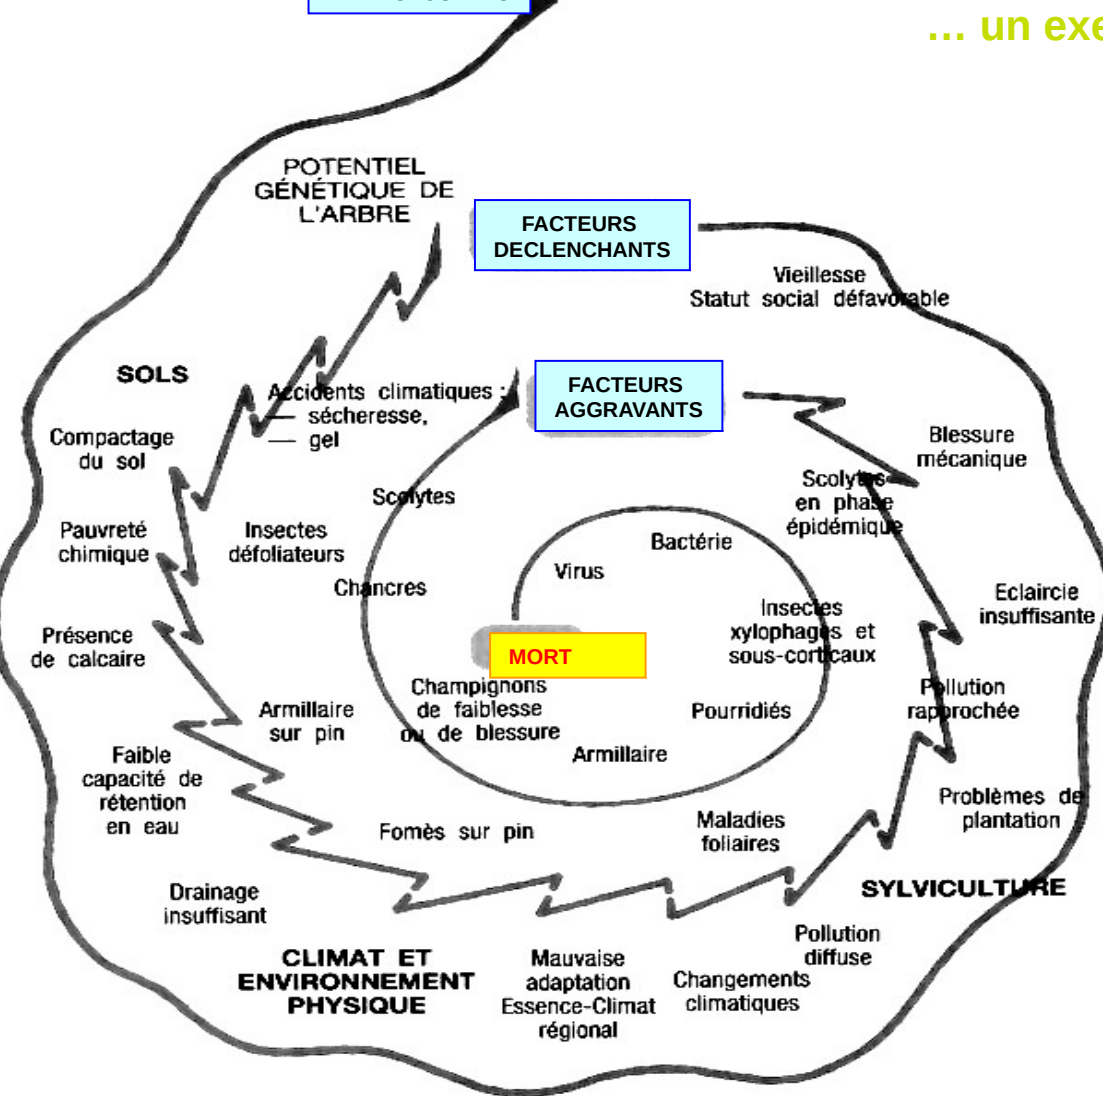 … un
POTENTIEL
GÉNÉTIQUE DE
L'ARBRE
FACTEURS
DECLENCHANTS
Vieillesse
Statut social défavorable
SOLS
FACTEURS
AGGRAVANTS
Accidents climatiques :
— sécheresse,
— gel
Compactage
du sol
Blessure
mécanique
Scolytes
Scolytes
en phase
épidémique
Pauvreté
chimique
Insectes
défoliateurs
Bactérie
Virus
Chancres
Eclaircie
insuffisante
Insectes
xylophages et
sous-corticaux
Présence
de calcaire
MORT
Champignons
de faiblesse
ou de blessure
Pollution
rapprochée
Armillaire
sur pin
Pourridiés
Armillaire
Faible
capacité de
rétention
en eau
Problèmes de
plantation
Fomès sur pin
Maladies
foliaires
SYLVICULTURE
Drainage
insuffisant
Pollution
diffuse
CLIMAT ET
ENVIRONNEMENT
PHYSIQUE
Mauvaise
adaptation
Essence-Climat
régional
Changements
climatiques